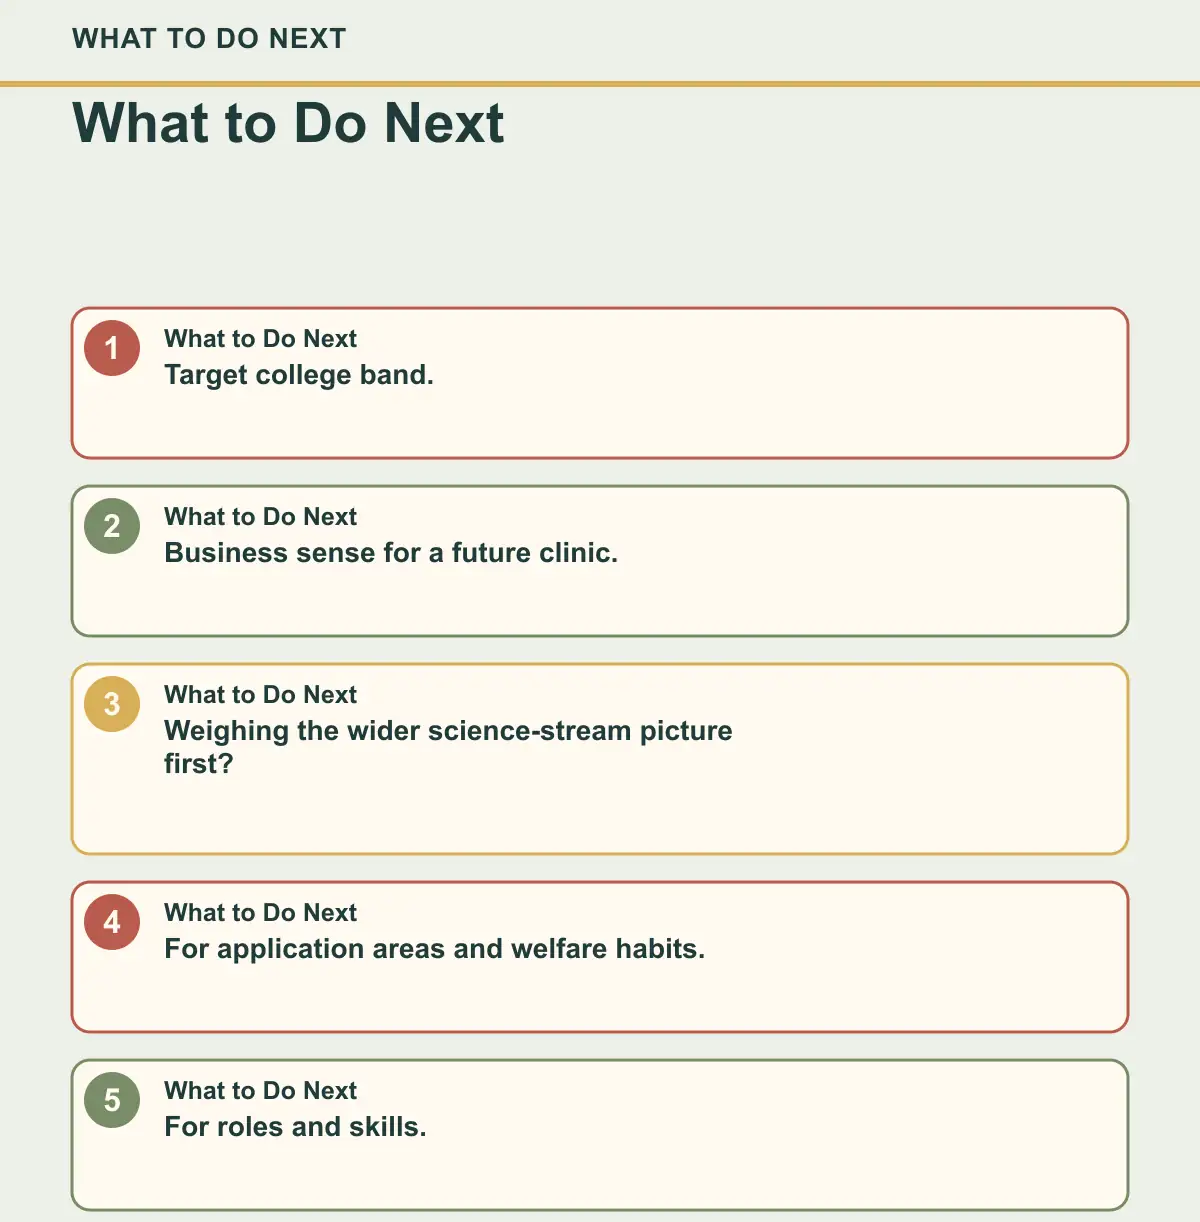 WHAT TO DO NEXT
What to Do Next
1
What to Do Next
Target college band.
2
What to Do Next
Business sense for a future clinic.
3
What to Do Next
Weighing the wider science-stream picture
first?
4
What to Do Next
For application areas and welfare habits.
5
What to Do Next
For roles and skills.